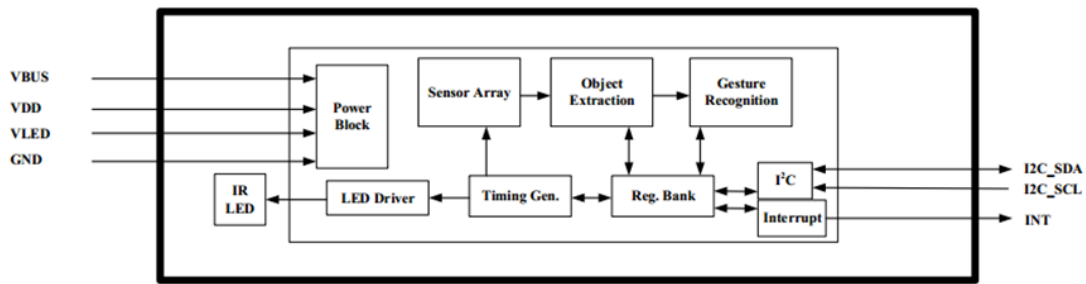 VBUS
VDD
VLED
GND
Power
Block
Sensor Array
Object
Extraction
Gesture
Recognition
IR
LED
LED Driver
Timing Gen.
Reg. Bank
I²C
Interrupt
I2C_SDA
I2C_SCL
INT